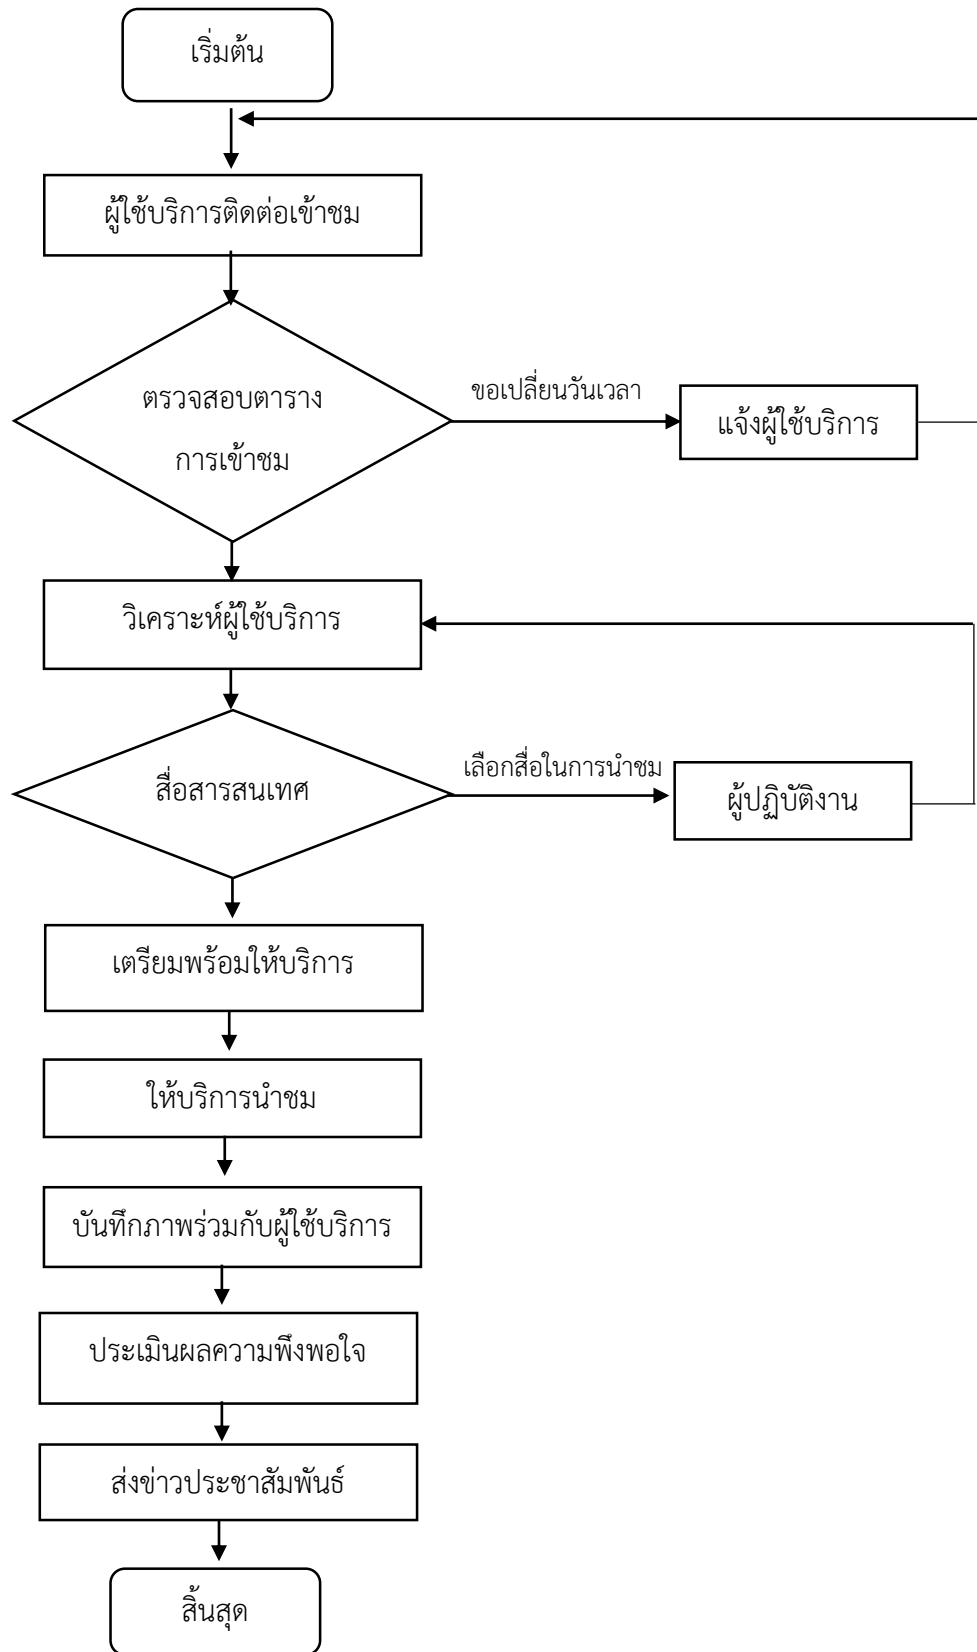 เริ่มต้น
ผู้ใช้บริการติดต่อเข้าชม
ตรวจสอบตาราง
การเข้าชม
ขอเปลี่ยนวันเวลา
แจ้งผู้ใช้บริการ
วิเคราะห์ผู้ใช้บริการ
สื่อสารสนเทศ
เลือกสื่อในการนำชม
ผู้ปฏิบัติงาน
เตรียมพร้อมให้บริการ
ให้บริการนำชม
บันทึกภาพร่วมกับผู้ใช้บริการ
ประเมินผลความพึงพอใจ
ส่งข่าวประชาสัมพันธ์
สิ้นสุด